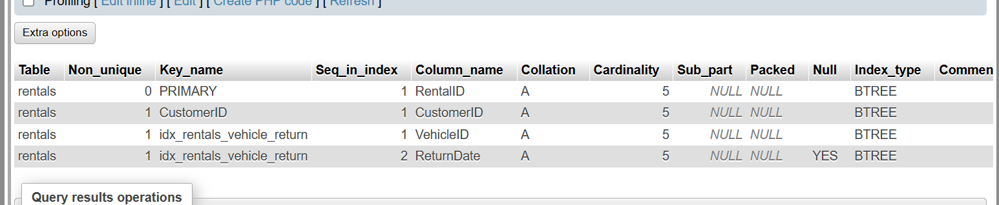 Profiling [ Edit inline ] [ Edit ] [ Create PHP code ] [ Refresh ]
Extra options
Table Non_unique Key_name Seq_in_index Column_name Collation Cardinality Sub_part Packed Null Index_type Commen
rentals 0 PRIMARY 1 RentalID A 5 NULL NULL BTREE
rentals 1 CustomerID 1 CustomerID A 5 NULL NULL BTREE
rentals 1 idx_rentals_vehicle_return 1 VehicleID A 5 NULL NULL BTREE
rentals 1 idx_rentals_vehicle_return 2 ReturnDate A 5 NULL NULL YES BTREE
Query results operations